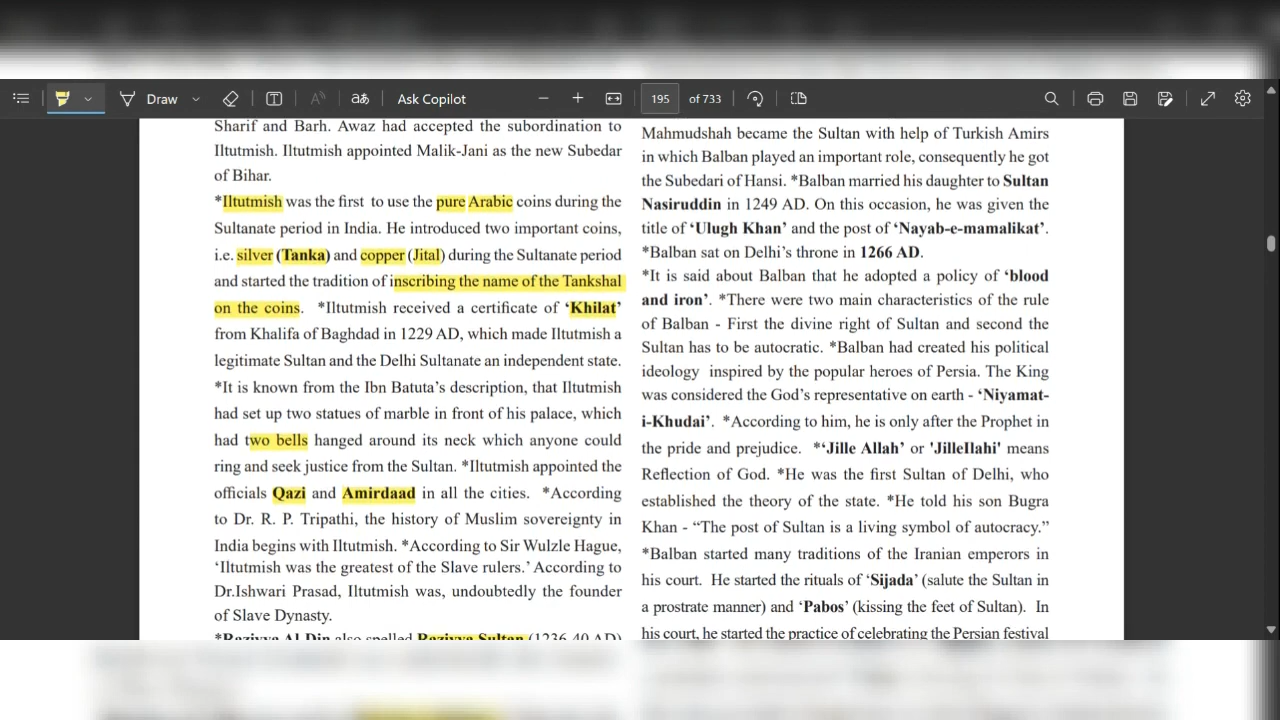 Draw
Ask Copilot
195 of 733
Sharif and Barh. Awaz had accepted the subordination to
Iltutmish. Iltutmish appointed Malik-Jani as the new Subedar
of Bihar.
*Iltutmish was the first to use the pure Arabic coins during the
Sultanate period in India. He introduced two important coins,
i.e. silver (Tanka) and copper (Jital) during the Sultanate period
and started the tradition of inscribing the name of the Tankshal
on the coins. *Iltutmish received a certificate of ‘Khilat’
from Khalifa of Baghdad in 1229 AD, which made Iltutmish a
legitimate Sultan and the Delhi Sultanate an independent state.
*It is known from the Ibn Batuta’s description, that Iltutmish
had set up two statues of marble in front of his palace, which
had two bells hanged around its neck which anyone could
ring and seek justice from the Sultan. *Iltutmish appointed the
officials Qazi and Amirdaad in all the cities. *According
to Dr. R. P. Tripathi, the history of Muslim sovereignty in
India begins with Iltutmish. *According to Sir Wulzle Hague,
‘Iltutmish was the greatest of the Slave rulers.’ According to
Dr.Ishwari Prasad, Iltutmish was, undoubtedly the founder
of Slave Dynasty.
*Raziyya Al Din also spelled Raziyya Sultan (1236-40 AD)
Mahmudshah became the Sultan with help of Turkish Amirs
in which Balban played an important role, consequently he got
the Subedari of Hansi. *Balban married his daughter to Sultan
Nasiruddin in 1249 AD. On this occasion, he was given the
title of ‘Ulugh Khan’ and the post of ‘Nayab-e-mamalikat’.
*Balban sat on Delhi’s throne in 1266 AD.
*It is said about Balban that he adopted a policy of ‘blood
and iron’. *There were two main characteristics of the rule
of Balban - First the divine right of Sultan and second the
Sultan has to be autocratic. *Balban had created his political
ideology inspired by the popular heroes of Persia. The King
was considered the God’s representative on earth - ‘Niyamat-
i-Khudai’. *According to him, he is only after the Prophet in
the pride and prejudice. *‘Jille Allah’ or 'JilleIlahi' means
Reflection of God. *He was the first Sultan of Delhi, who
established the theory of the state. *He told his son Bugra
Khan - “The post of Sultan is a living symbol of autocracy.”
*Balban started many traditions of the Iranian emperors in
his court. He started the rituals of ‘Sijada’ (salute the Sultan in
a prostrate manner) and ‘Pabos’ (kissing the feet of Sultan). In
his court, he started the practice of celebrating the Persian festival